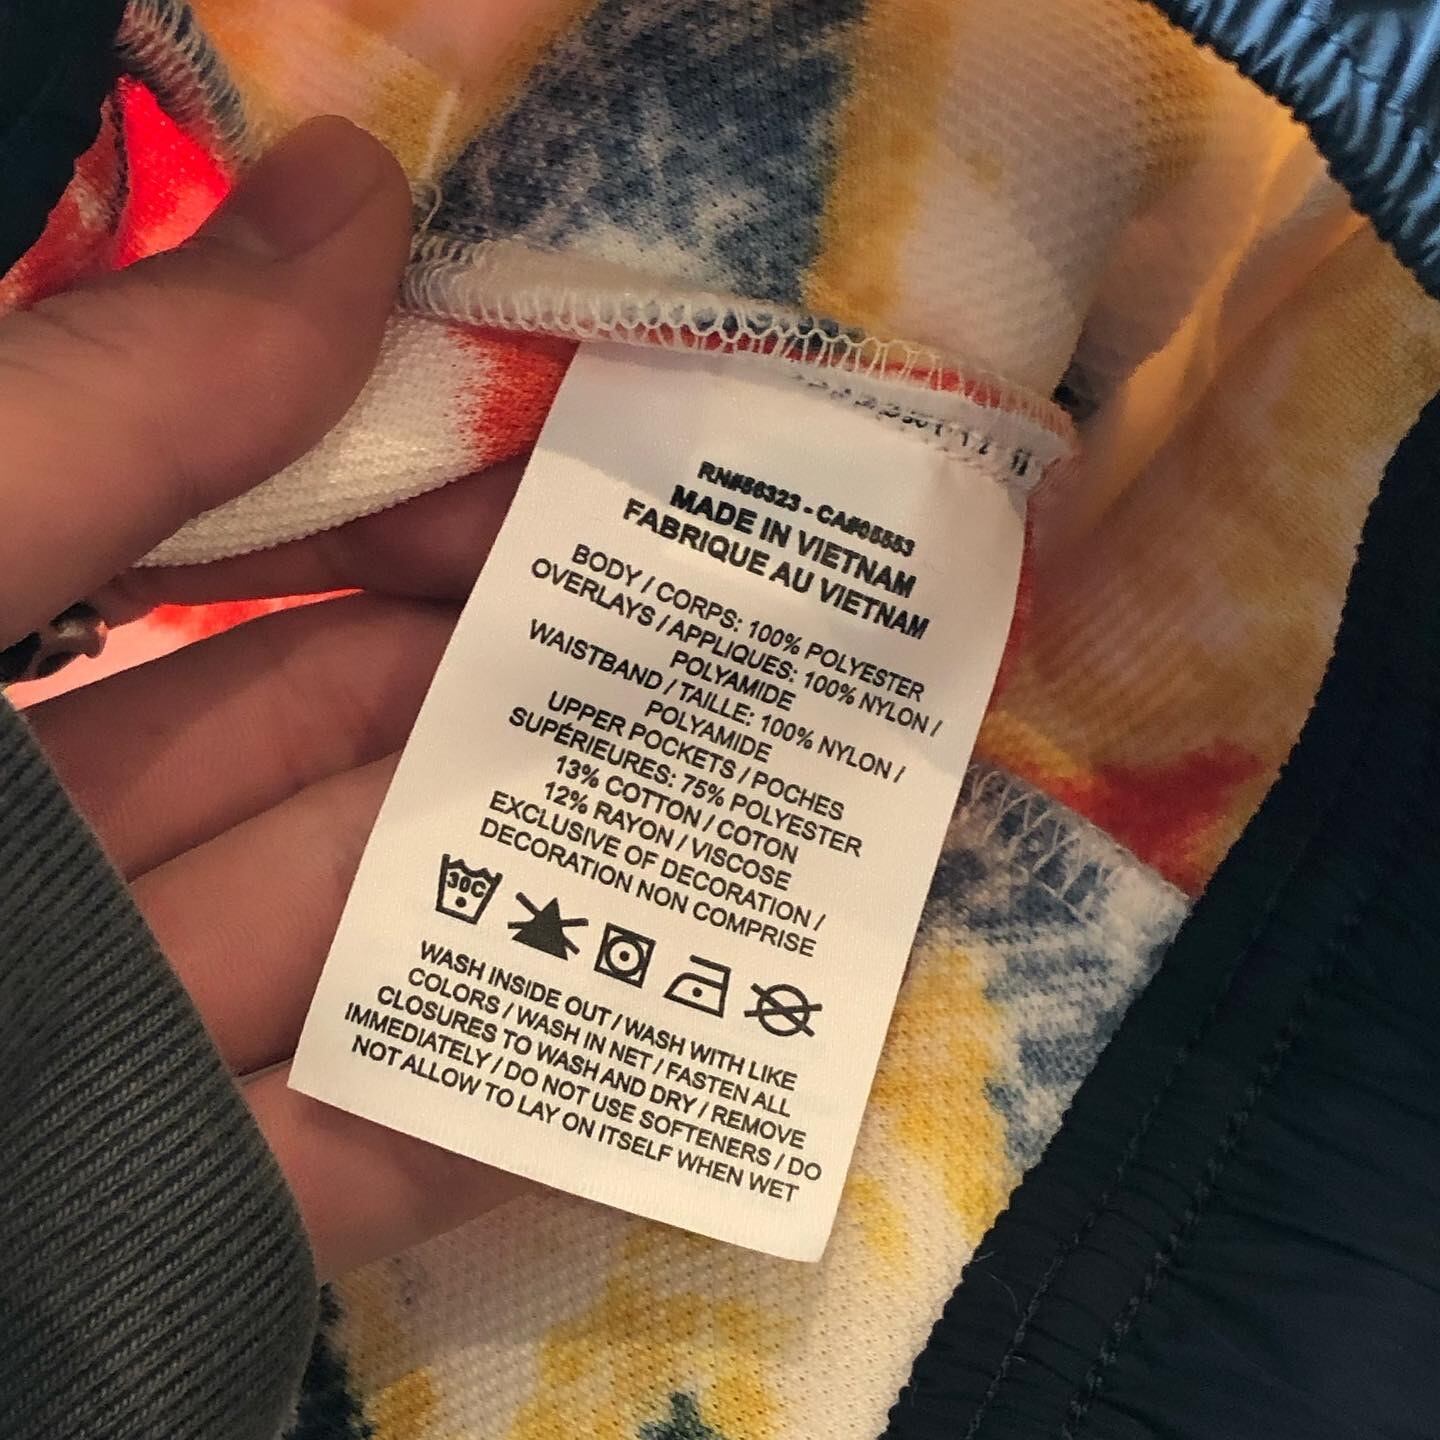 RN#56323 - CA#05553
MADE IN VIETNAM
FABRIQUE AU VIETNAM
BODY / CORPS: 100% POLYESTER
OVERLAYS / APPLIQUES: 100% NYLON /
POLYAMIDE
WAISTBAND / TAILLE: 100% NYLON /
POLYAMIDE
UPPER POCKETS / POCHES
SUPÉRIEURES: 75% POLYESTER
13% COTTON / COTON
12% RAYON / VISCOSE
EXCLUSIVE OF DECORATION /
DECORATION NON COMPRISE
30C
WASH INSIDE OUT / WASH WITH LIKE
COLORS / WASH IN NET / FASTEN ALL
CLOSURES TO WASH AND DRY / REMOVE
IMMEDIATELY / DO NOT USE SOFTENERS / DO
NOT ALLOW TO LAY ON ITSELF WHEN WET